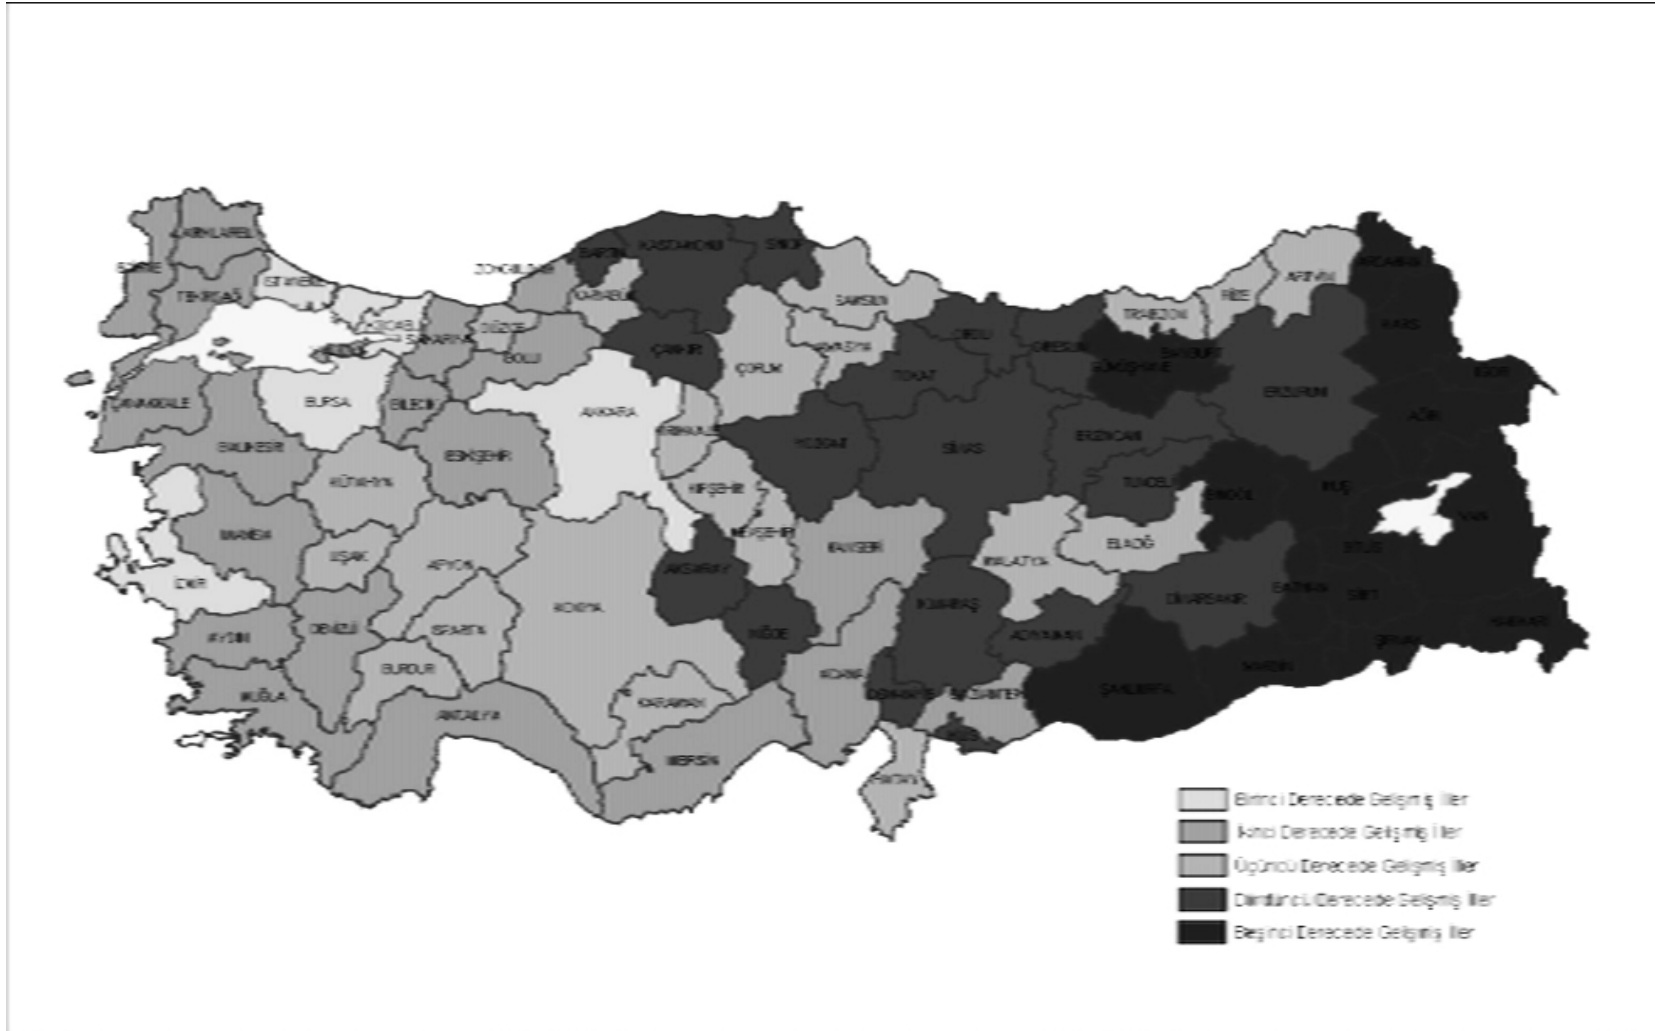 KIRKLARELİ
EDİRNE
TEKİRDAĞ
İSTANBUL
KOCAELİ
SAKARYA
DÜZCE
ZONGULDAK
BARTIN
KARABÜK
KASTAMONU
SİNOP
BOLU
ÇANKIRI
SAMSUN
AMASYA
ÇORUM
ORDU
TOKAT
GİRESUN
TRABZON
GÜMÜŞHANE
BAYBURT
RİZE
ARTVİN
ARDAHAN
KARS
IĞDIR
AĞRI
ERZURUM
ÇANAKKALE
BALIKESİR
BURSA
BİLECİK
ESKİŞEHİR
ANKARA
KIRIKKALE
KIRŞEHİR
YOZGAT
SİVAS
ERZİNCAN
TUNCELİ
BİNGÖL
MUŞ
VAN
BİTLİS
KÜTAHYA
MANİSA
UŞAK
AFYON
İZMİR
AYDIN
DENİZLİ
ISPARTA
BURDUR
MUĞLA
ANTALYA
KONYA
AKSARAY
NEVŞEHİR
KAYSERİ
NİĞDE
KARAMAN
MERSİN
ADANA
OSMANİYE
K.MARAŞ
MALATYA
ELAZIĞ
ADIYAMAN
GAZİANTEP
HATAY
DİYARBAKIR
ŞANLIURFA
MARDİN
BATMAN
SİİRT
ŞIRNAK
HAKKARİ
Birinci Derecede Gelişmiş İller
İkinci Derecede Gelişmiş İller
Üçüncü Derecede Gelişmiş İller
Dördüncü Derecede Gelişmiş İller
Beşinci Derecede Gelişmiş İller